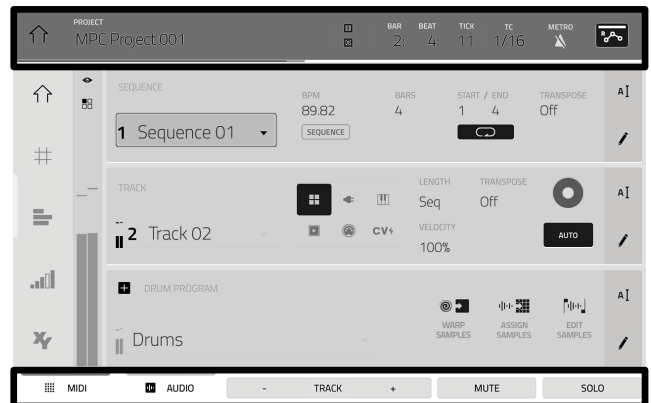 PROJECT
MPC Project 001
BAR BEAT TICK TC METRO
2: 4: 11 1/16
SEQUENCE
BPM BARS START / END TRANSPOSE
89.82 4 1 4 Off
1 Sequence 01
SEQUENCE
TRACK
LENGTH TRANSPOSE
Seq Off
2 Track 02
CV
VELOCITY
100%
AUTO
DRUM PROGRAM
Drums
WARP SAMPLES
ASSIGN SAMPLES
EDIT SAMPLES
A
A
A
XY
MIDI AUDIO - TRACK + MUTE SOLO